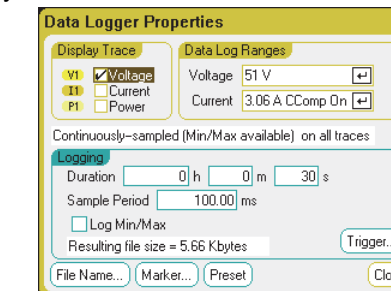 Data Logger Properties
Display Trace
Data Log Ranges
V1 Voltage
I1 Current
P1 Power
Voltage 51 V
Current 3.06 A CComp On
Continuously-sampled (Min/Max available) on all traces
Logging
Duration 0 h 0 m 30 s
Sample Period 100.00 ms
Log Min/Max
Resulting file size = 5.66 Kbytes
Trigger...
File Name... Marker... Preset Clo